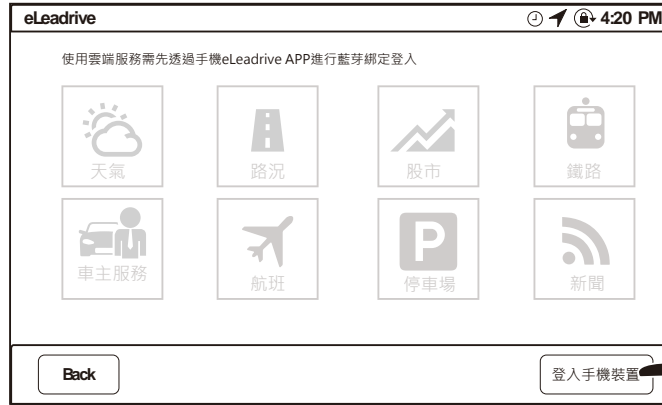 eLeadrive
4:20 PM
使用雲端服務需先透過手機eLeadrive APP進行藍芽綁定登入
天氣
路況
股市
鐵路
車主服務
航班
P
停車場
新聞
Back
登入手機裝置